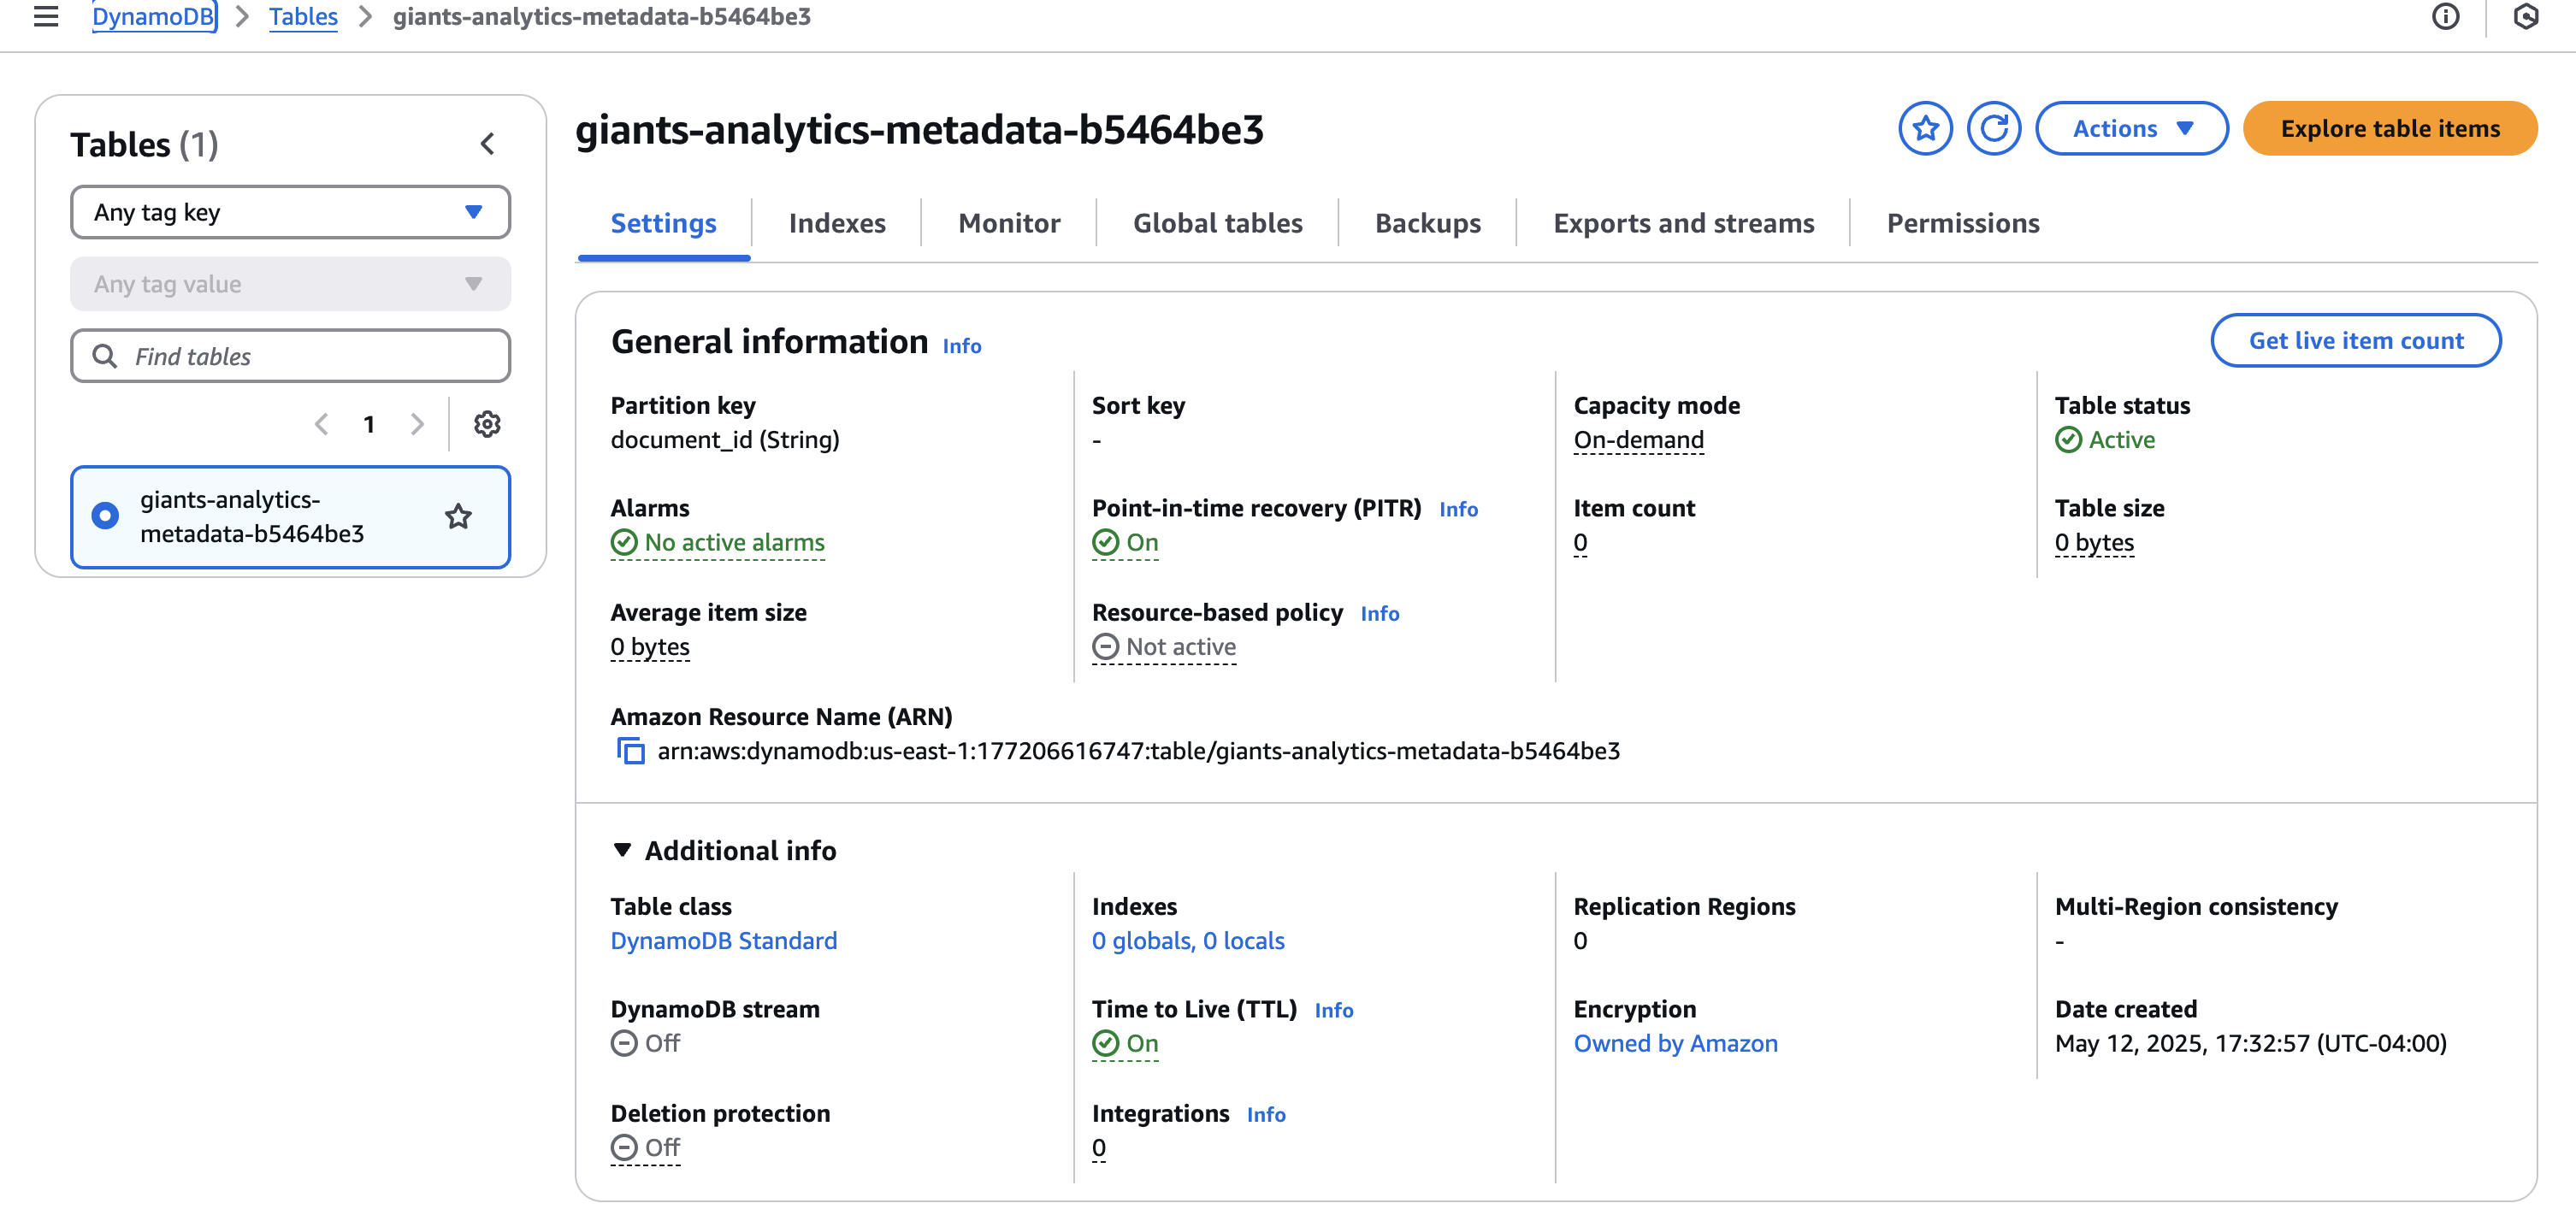 DynamoDB > Tables > giants-analytics-metadata-b5464be3
Tables (1)
Any tag key
Any tag value
Find tables
1
giants-analytics-
metadata-b5464be3
giants-analytics-metadata-b5464be3
Actions
Explore table items
Settings
Indexes
Monitor
Global tables
Backups
Exports and streams
Permissions
General information Info
Get live item count
Partition key
document_id (String)
Sort key
-
Capacity mode
On-demand
Table status
Active
Alarms
No active alarms
Point-in-time recovery (PITR) Info
On
Item count
0
Table size
0 bytes
Average item size
0 bytes
Resource-based policy Info
Not active
Amazon Resource Name (ARN)
arn:aws:dynamodb:us-east-1:177206616747:table/giants-analytics-metadata-b5464be3
Additional info
Table class
DynamoDB Standard
Indexes
0 globals, 0 locals
Replication Regions
0
Multi-Region consistency
-
DynamoDB stream
Off
Time to Live (TTL) Info
On
Encryption
Owned by Amazon
Date created
May 12, 2025, 17:32:57 (UTC-04:00)
Deletion protection
Off
Integrations Info
0